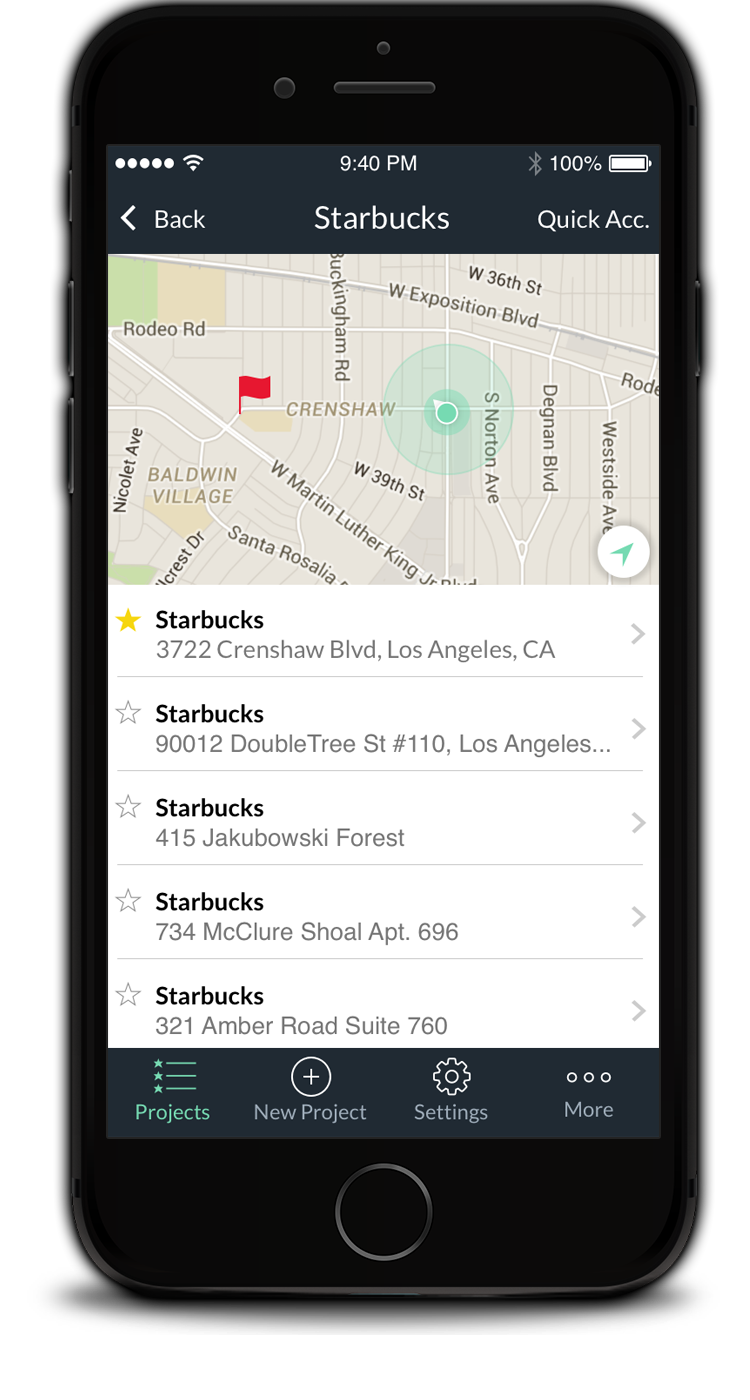 9:40 PM
100%
Back
Starbucks
Quick Acc.
W 36th St
W Exposition Blvd
Buckingham Rd
Rodeo Rd
Rode
CRENSHAW
S Norton Ave
Degnan Blvd
Westside Ave
Nicolet Ave
BALDWIN
VILLAGE
W 39th St
W Martin Luther King Jr Blvd
Santa Rosalia
llcrest Dr
Starbucks
3722 Crenshaw Blvd, Los Angeles, CA
Starbucks
90012 DoubleTree St #110, Los Angeles...
Starbucks
415 Jakubowski Forest
Starbucks
734 McClure Shoal Apt. 696
Starbucks
321 Amber Road Suite 760
Projects
New Project
Settings
More